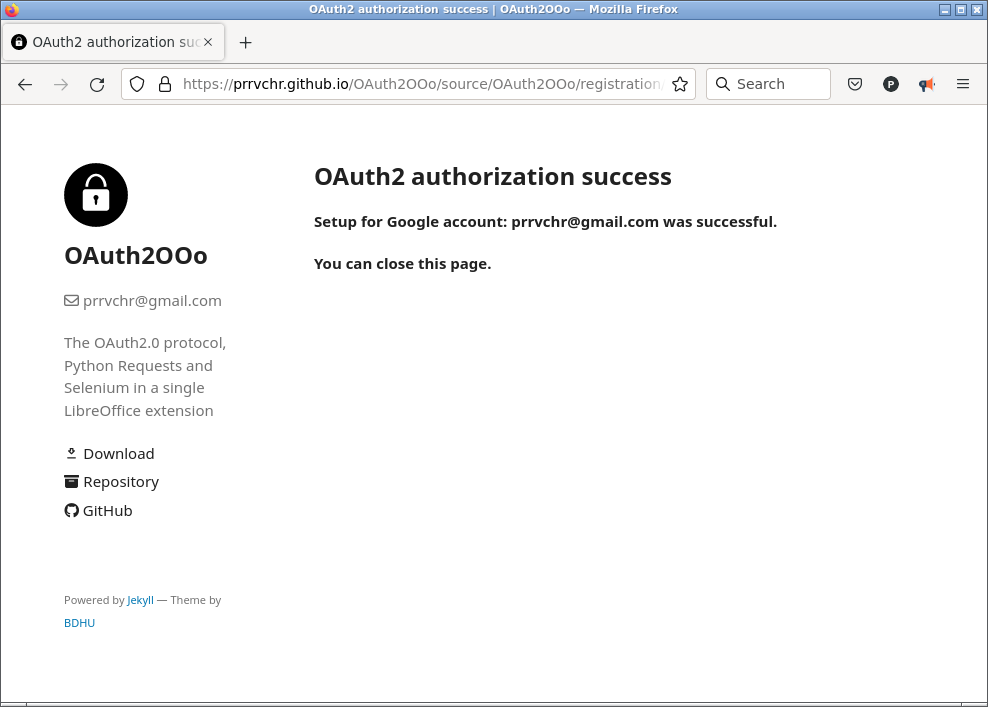 OAuth2 authorization success | OAuth2OOo — Mozilla Firefox
OAuth2 authorization suc
https://prrvchr.github.io/OAuth2OOo/source/OAuth2OOo/registration/
Search
P
OAuth2OOo
prrvchr@gmail.com
The OAuth2.0 protocol,
Python Requests and
Selenium in a single
LibreOffice extension
Download
Repository
GitHub
Powered by Jekyll — Theme by
BDHU
OAuth2 authorization success
Setup for Google account: prrvchr@gmail.com was successful.
You can close this page.